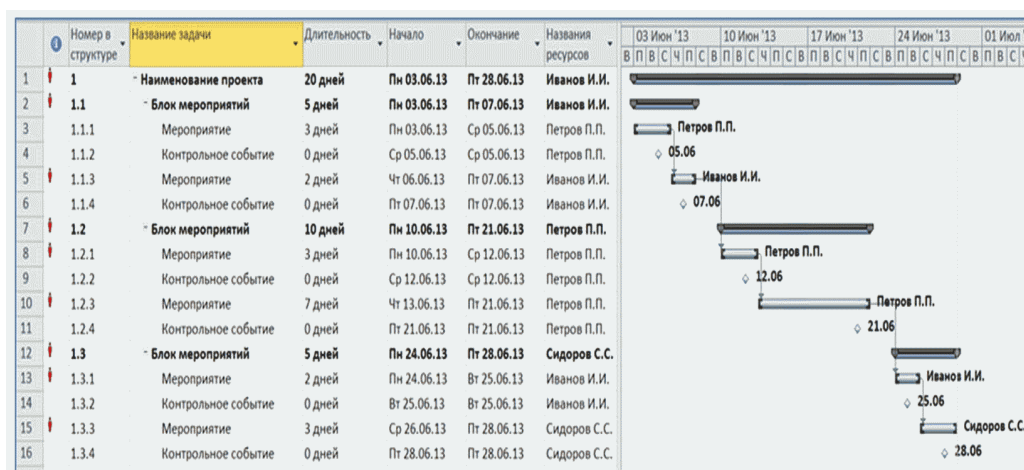 Номер в структуре Название задачи Длительность Начало Окончание Названия ресурсов 03 Июн '13 10 Июн '13 17 Июн '13 24 Июн '13 01 Июл
В П В С Ч П С В П В С Ч П С В П В С Ч П С В П В С Ч П С В П В С Ч
1 1 Наименование проекта 20 дней Пн 03.06.13 Пт 28.06.13 Иванов И.И.
2 1.1 Блок мероприятий 5 дней Пн 03.06.13 Пт 07.06.13 Иванов И.И.
3 1.1.1 Мероприятие 3 дней Пн 03.06.13 Ср 05.06.13 Петров П.П. Петров П.П.
4 1.1.2 Контрольное событие 0 дней Ср 05.06.13 Ср 05.06.13 Петров П.П. 05.06
5 1.1.3 Мероприятие 2 дней Чт 06.06.13 Пт 07.06.13 Иванов И.И. Иванов И.И.
6 1.1.4 Контрольное событие 0 дней Пт 07.06.13 Пт 07.06.13 Иванов И.И. 07.06
7 1.2 Блок мероприятий 10 дней Пн 10.06.13 Пт 21.06.13 Петров П.П.
8 1.2.1 Мероприятие 3 дней Пн 10.06.13 Ср 12.06.13 Петров П.П. Петров П.П.
9 1.2.2 Контрольное событие 0 дней Ср 12.06.13 Ср 12.06.13 Петров П.П. 12.06
10 1.2.3 Мероприятие 7 дней Чт 13.06.13 Пт 21.06.13 Петров П.П. Петров П.П.
11 1.2.4 Контрольное событие 0 дней Пт 21.06.13 Пт 21.06.13 Петров П.П. 21.06
12 1.3 Блок мероприятий 5 дней Пн 24.06.13 Пт 28.06.13 Сидоров С.С.
13 1.3.1 Мероприятие 2 дней Пн 24.06.13 Вт 25.06.13 Иванов И.И. Иванов И.И.
14 1.3.2 Контрольное событие 0 дней Вт 25.06.13 Вт 25.06.13 Иванов И.И. 25.06
15 1.3.3 Мероприятие 3 дней Ср 26.06.13 Пт 28.06.13 Сидоров С.С. Сидоров С.С.
16 1.3.4 Контрольное событие 0 дней Пт 28.06.13 Пт 28.06.13 Сидоров С.С. 28.06